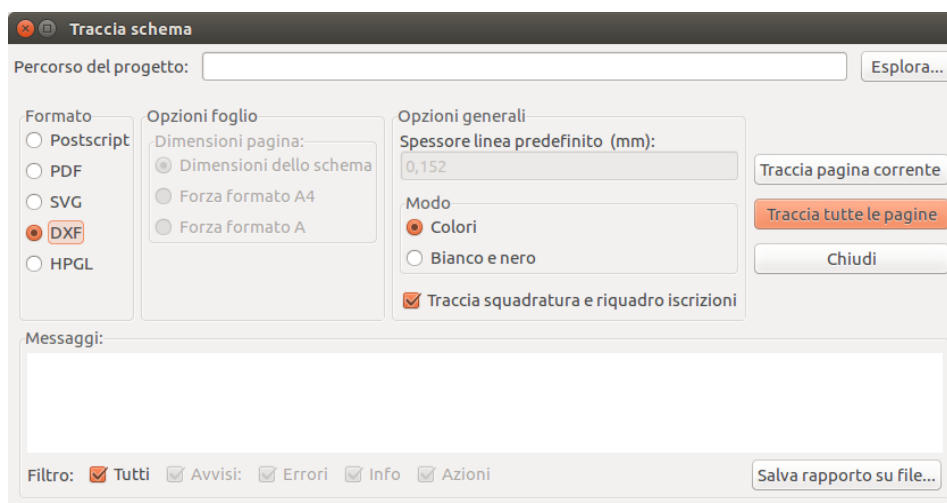 Traccia schema
Percorso del progetto:
Esplora...
Formato
Postscript
PDF
SVG
DXF
HPGL
Opzioni foglio
Dimensioni pagina:
Dimensioni dello schema
Forza formato A4
Forza formato A
Opzioni generali
Spessore linea predefinito (mm):
0,152
Modo
Colori
Bianco e nero
Traccia squadratura e riquadro iscrizioni
Traccia pagina corrente
Traccia tutte le pagine
Chiudi
Messaggi:
Filtro: Tutti Avvisi: Errori Info Azioni
Salva rapporto su file...